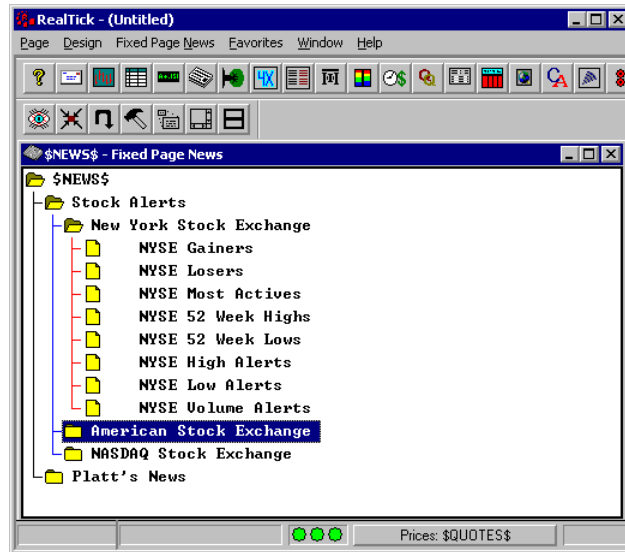 RealTick - (Untitled)
Page Design Fixed Page News Favorites Window Help
$NEWS$ - Fixed Page News
$NEWS$
Stock Alerts
New York Stock Exchange
NYSE Gainers
NYSE Losers
NYSE Most Actives
NYSE 52 Week Highs
NYSE 52 Week Lows
NYSE High Alerts
NYSE Low Alerts
NYSE Volume Alerts
American Stock Exchange
NASDAQ Stock Exchange
Platt's News
Prices: $QUOTES$